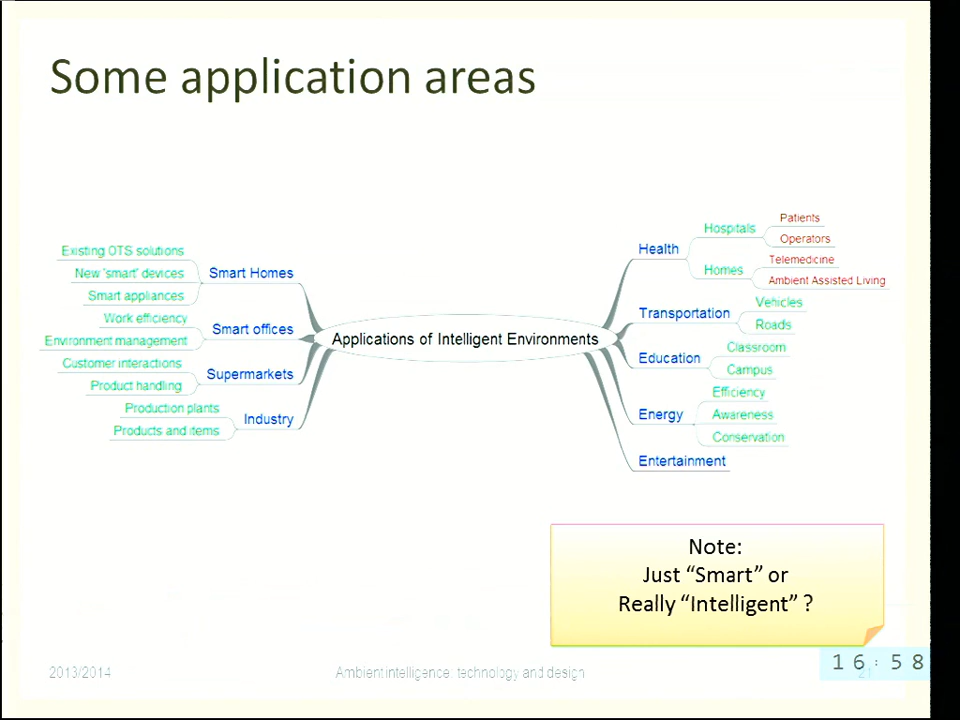 Some application areas
Existing OTS solutions
New 'smart' devices
Smart appliances
Smart Homes
Work efficiency
Environment management
Smart offices
Customer interactions
Product handling
Supermarkets
Production plants
Products and items
Industry
Applications of Intelligent Environments
Health
Hospitals
Patients
Operators
Homes
Telemedicine
Ambient Assisted Living
Transportation
Vehicles
Roads
Education
Classroom
Campus
Energy
Efficiency
Awareness
Conservation
Entertainment
Note:
Just “Smart” or
Really “Intelligent” ?
2013/2014
Ambient intelligence: technology and design
16:58